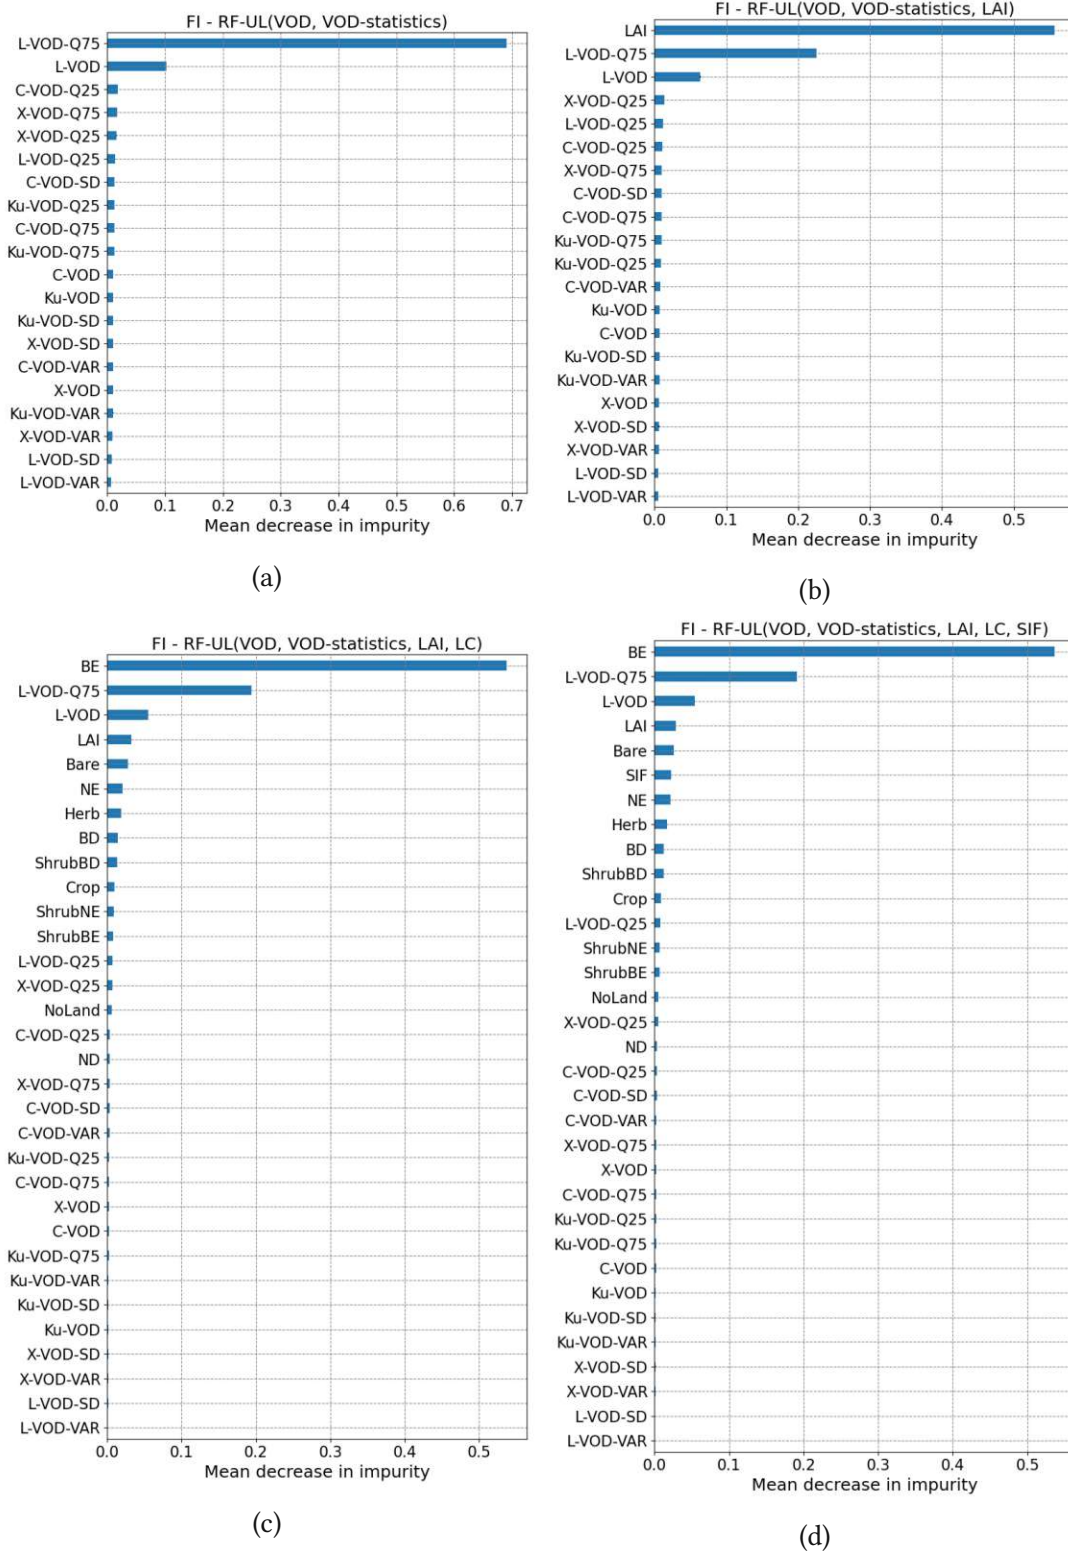 FI - RF-UL(VOD, VOD-statistics)
L-VOD-Q75
L-VOD
C-VOD-Q25
X-VOD-Q75
X-VOD-Q25
L-VOD-Q25
C-VOD-SD
Ku-VOD-Q25
C-VOD-Q75
Ku-VOD-Q75
C-VOD
Ku-VOD
Ku-VOD-SD
X-VOD-SD
C-VOD-VAR
X-VOD
Ku-VOD-VAR
X-VOD-VAR
L-VOD-SD
L-VOD-VAR
0.0 0.1 0.2 0.3 0.4 0.5 0.6 0.7
Mean decrease in impurity
(a)
FI - RF-UL(VOD, VOD-statistics, LAI)
LAI
L-VOD-Q75
L-VOD
X-VOD-Q25
L-VOD-Q25
C-VOD-Q25
X-VOD-Q75
C-VOD-SD
C-VOD-Q75
Ku-VOD-Q75
Ku-VOD-Q25
C-VOD-VAR
Ku-VOD
C-VOD
Ku-VOD-SD
Ku-VOD-VAR
X-VOD
X-VOD-SD
X-VOD-VAR
L-VOD-SD
L-VOD-VAR
0.0 0.1 0.2 0.3 0.4 0.5
Mean decrease in impurity
(b)
FI - RF-UL(VOD, VOD-statistics, LAI, LC)
BE
L-VOD-Q75
L-VOD
LAI
Bare
NE
Herb
BD
ShrubBD
Crop
ShrubNE
ShrubBE
L-VOD-Q25
X-VOD-Q25
NoLand
C-VOD-Q25
ND
X-VOD-Q75
C-VOD-SD
C-VOD-VAR
Ku-VOD-Q25
C-VOD-Q75
X-VOD
C-VOD
Ku-VOD-Q75
Ku-VOD-VAR
Ku-VOD-SD
Ku-VOD
X-VOD-SD
X-VOD-VAR
L-VOD-SD
L-VOD-VAR
0.0 0.1 0.2 0.3 0.4 0.5
Mean decrease in impurity
(c)
FI - RF-UL(VOD, VOD-statistics, LAI, LC, SIF)
BE
L-VOD-Q75
L-VOD
LAI
Bare
SIF
NE
Herb
BD
ShrubBD
Crop
L-VOD-Q25
ShrubNE
ShrubBE
NoLand
X-VOD-Q25
ND
C-VOD-Q25
C-VOD-SD
C-VOD-VAR
X-VOD-Q75
X-VOD
C-VOD-Q75
Ku-VOD-Q25
Ku-VOD-Q75
C-VOD
Ku-VOD
Ku-VOD-SD
Ku-VOD-VAR
X-VOD-SD
X-VOD-VAR
L-VOD-SD
L-VOD-VAR
0.0 0.1 0.2 0.3 0.4 0.5
Mean decrease in impurity
(d)